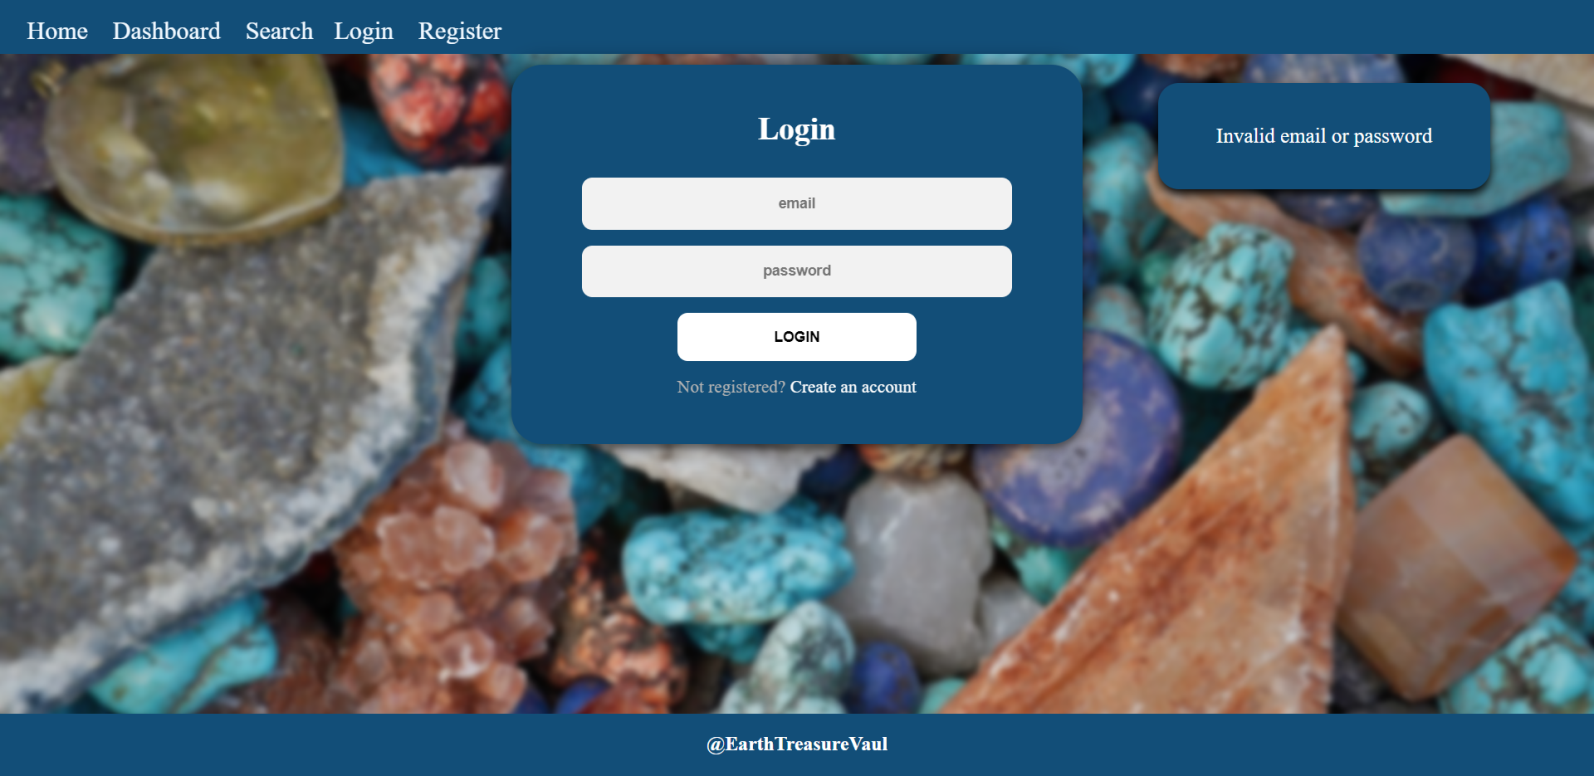 Home Dashboard Search Login Register
Login
Invalid email or password
email
password
LOGIN
Not registered? Create an account
@EarthTreasureVaul